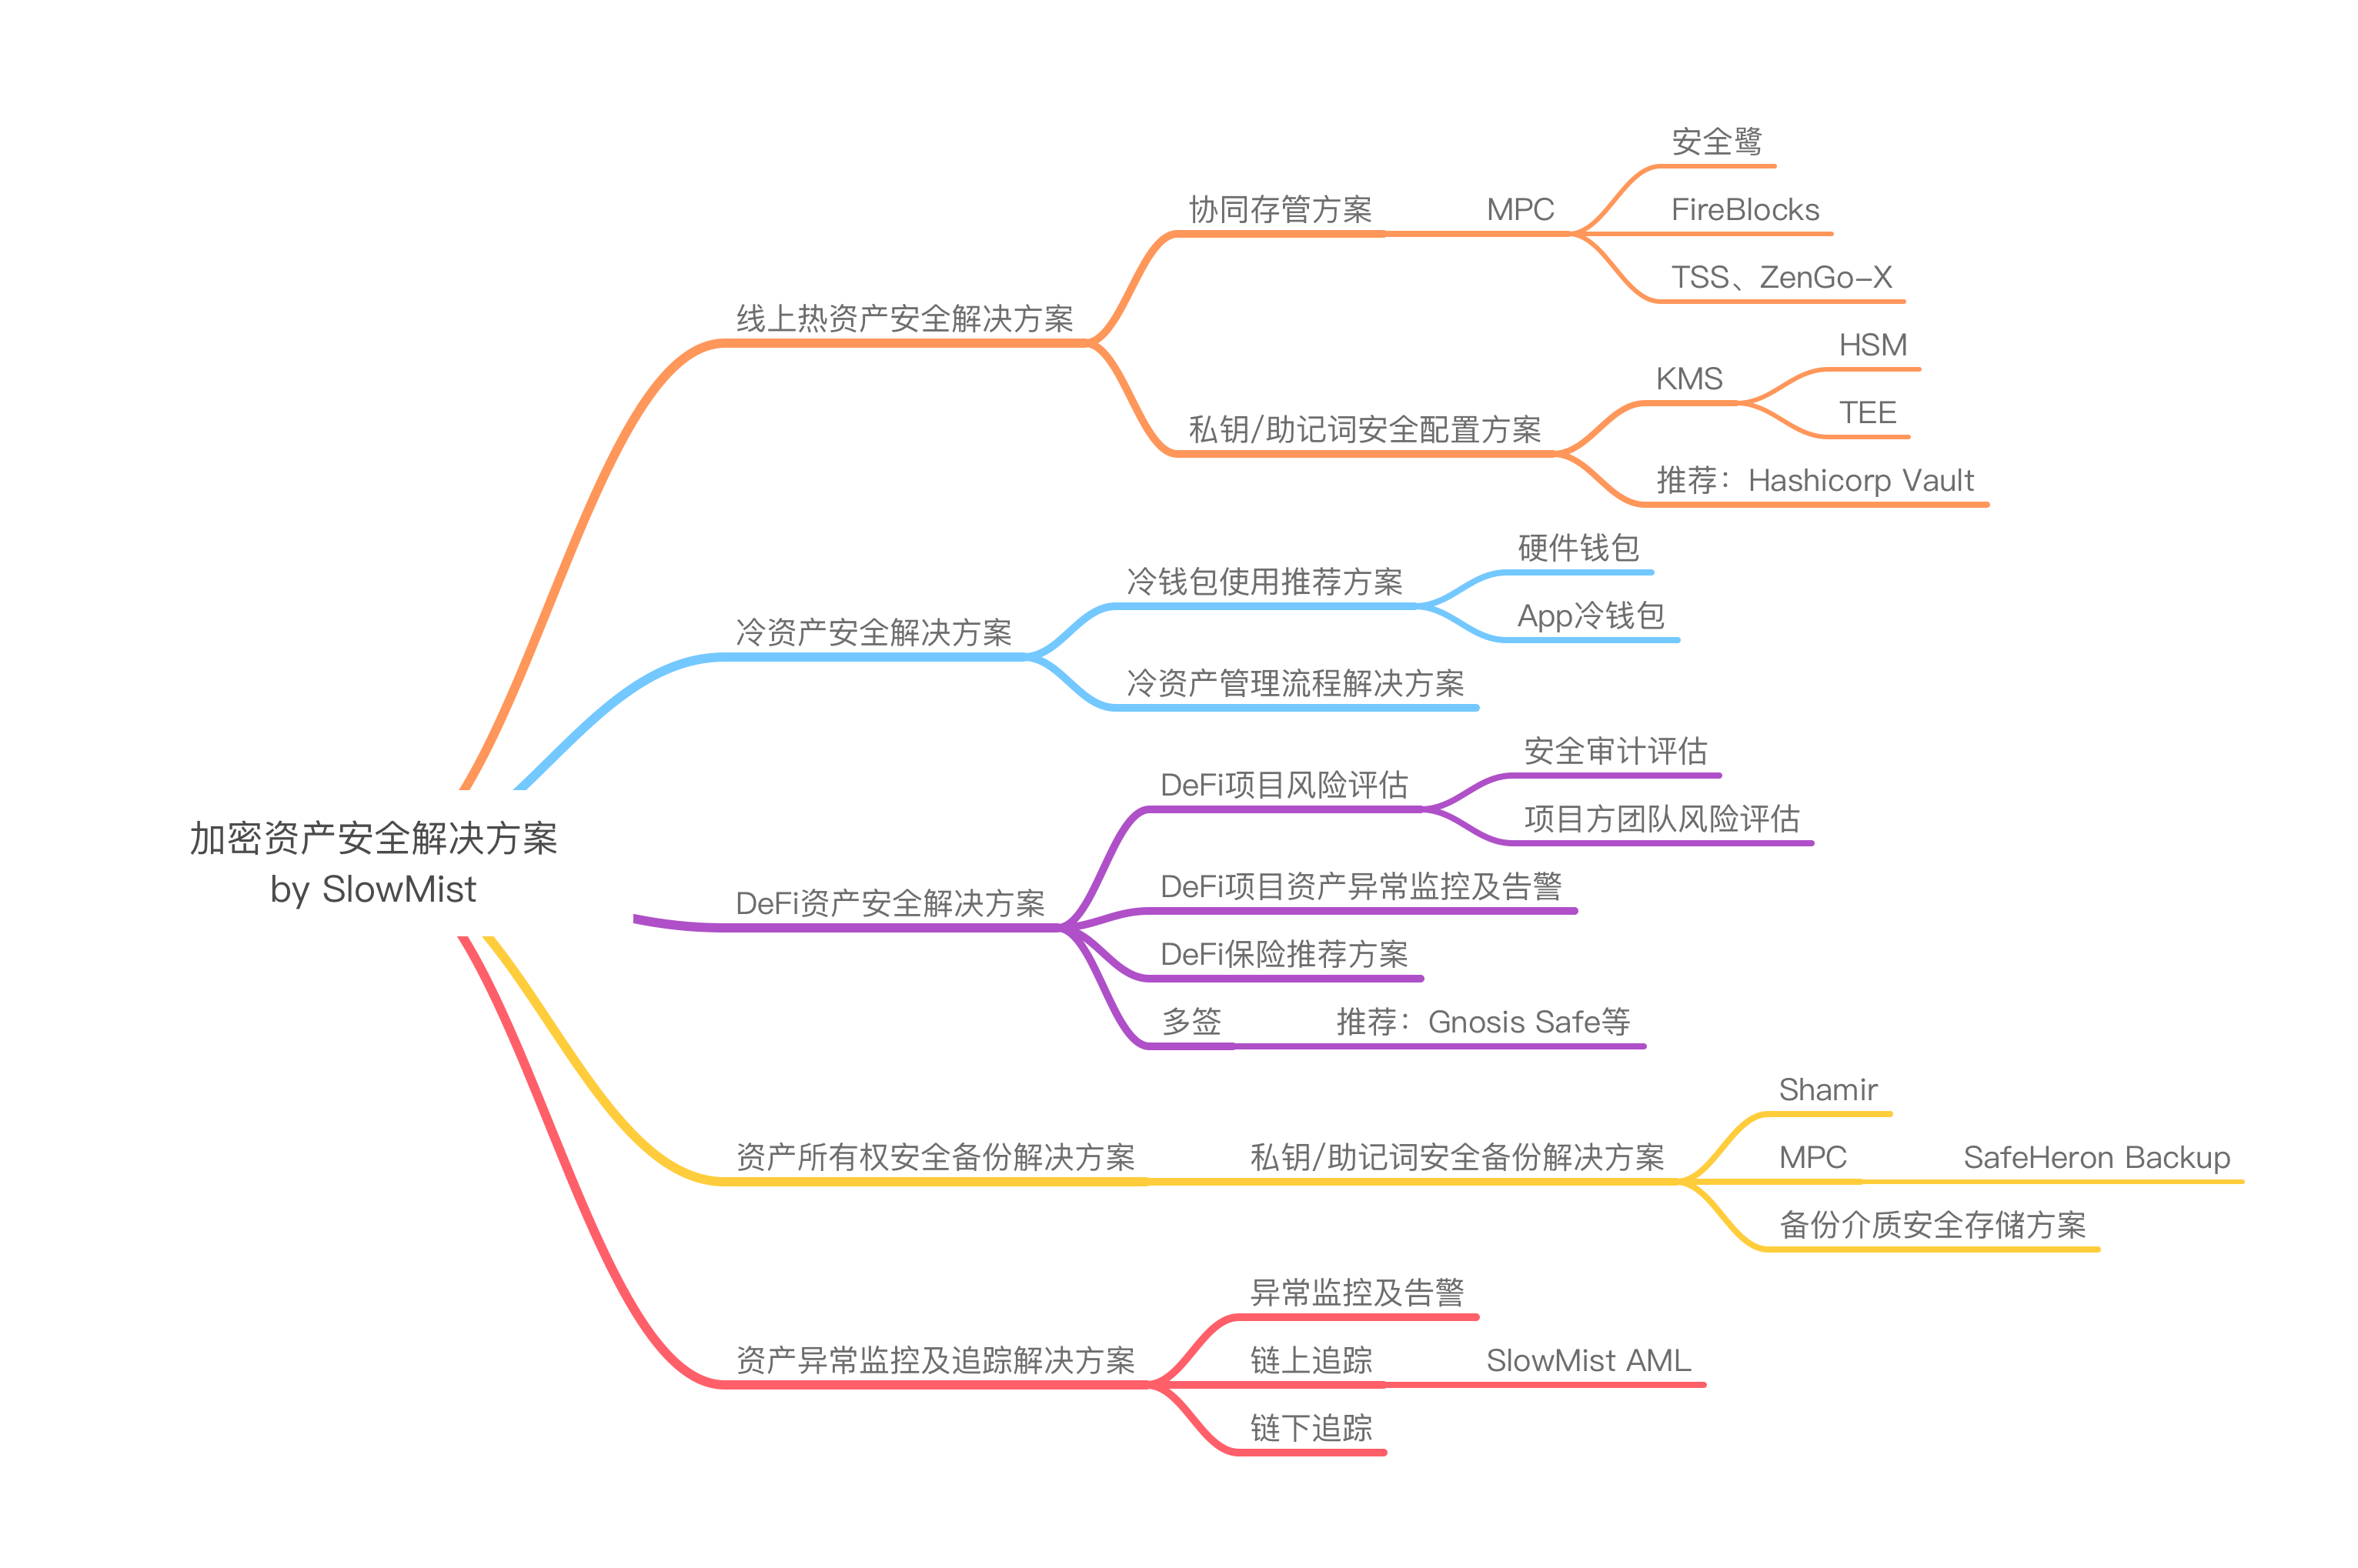 加密资产安全解决方案
by SlowMist
线上热资产安全解决方案
协同存管方案
MPC
安全鹭
FireBlocks
TSS、ZenGo-X
私钥/助记词安全配置方案
KMS
HSM
TEE
推荐：Hashicorp Vault
冷资产安全解决方案
冷钱包使用推荐方案
硬件钱包
App冷钱包
冷资产管理流程解决方案
DeFi资产安全解决方案
DeFi项目风险评估
安全审计评估
项目方团队风险评估
DeFi项目资产异常监控及告警
DeFi保险推荐方案
多签
推荐：Gnosis Safe等
资产所有权安全备份解决方案
私钥/助记词安全备份解决方案
Shamir
MPC
SafeHeron Backup
备份介质安全存储方案
资产异常监控及追踪解决方案
异常监控及告警
链上追踪
SlowMist AML
链下追踪